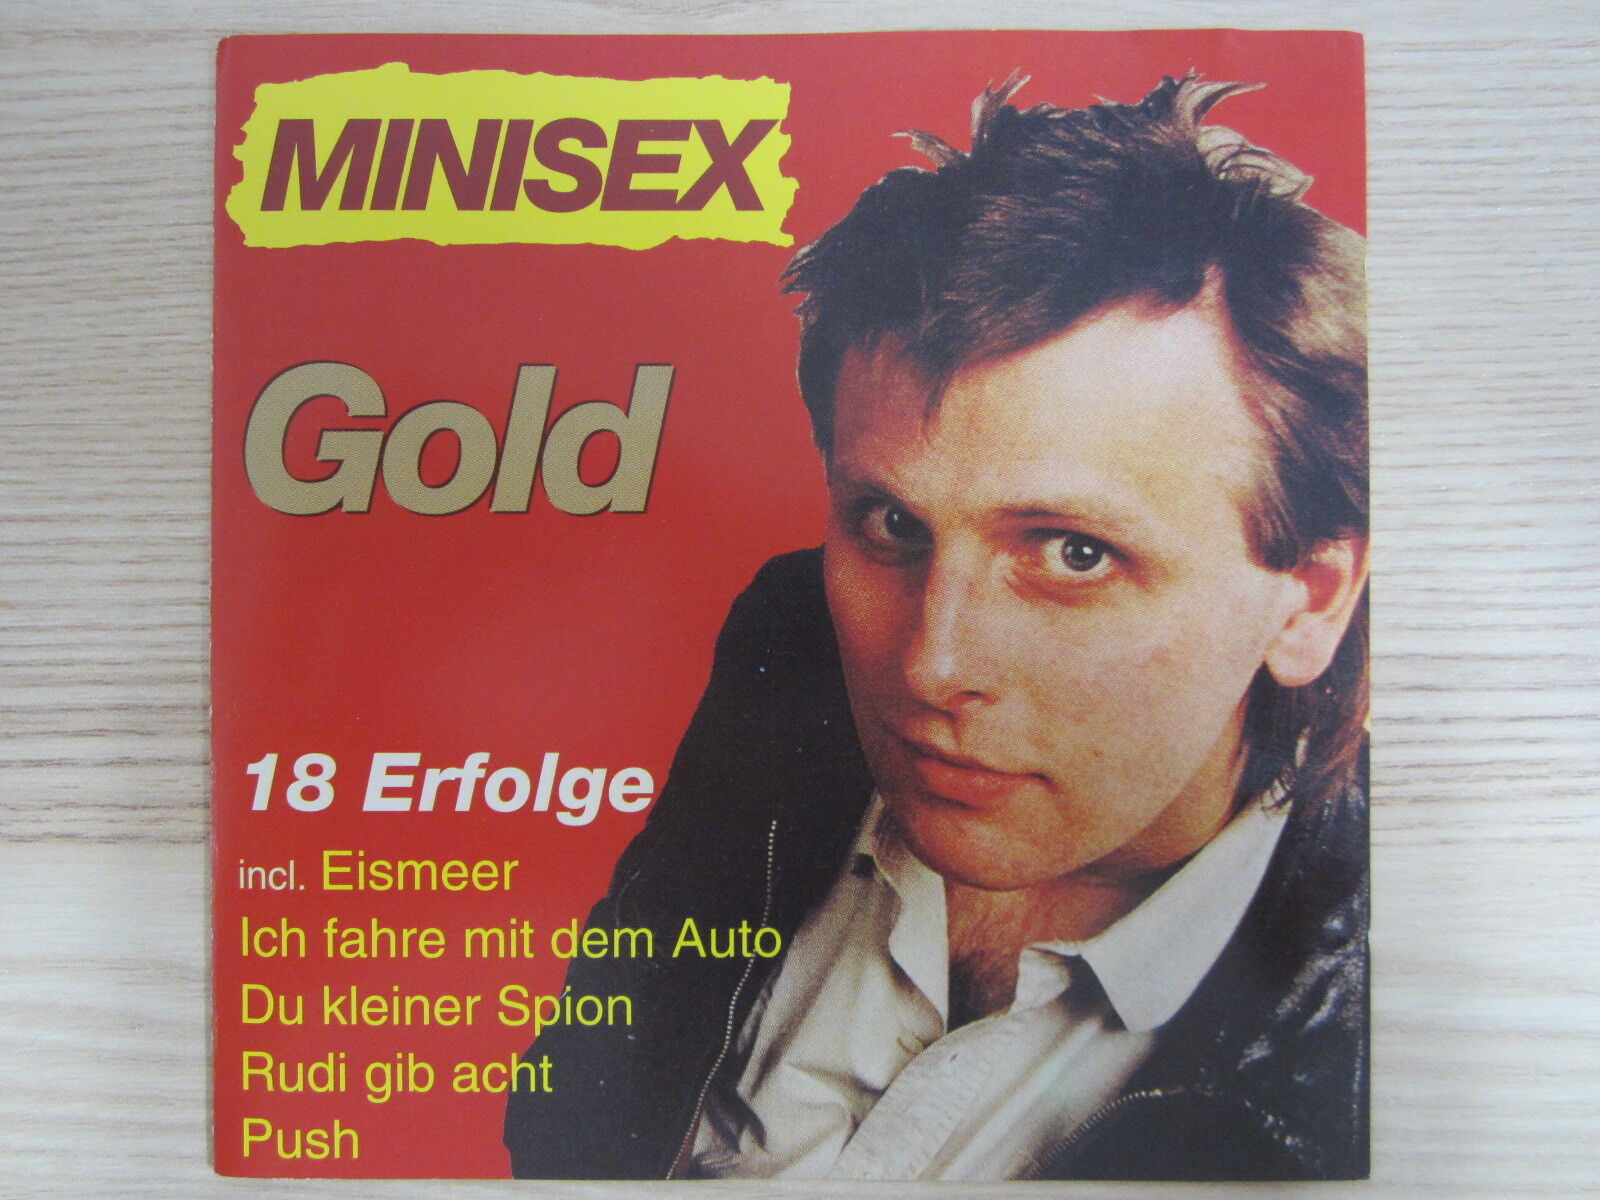 MINISEX
Gold
18 Erfolge
incl. Eismeer
Ich fahre mit dem Auto
Du kleiner Spion
Rudi gib acht
Push